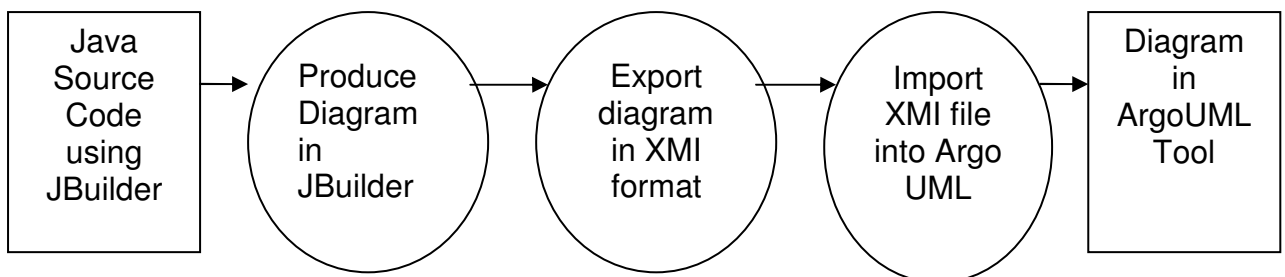 Java
Source
Code
using
JBuilder
Produce
Diagram
in
JBuilder
Export
diagram
in XMI
format
Import
XMI file
into Argo
UML
Diagram
in
ArgoUML
Tool